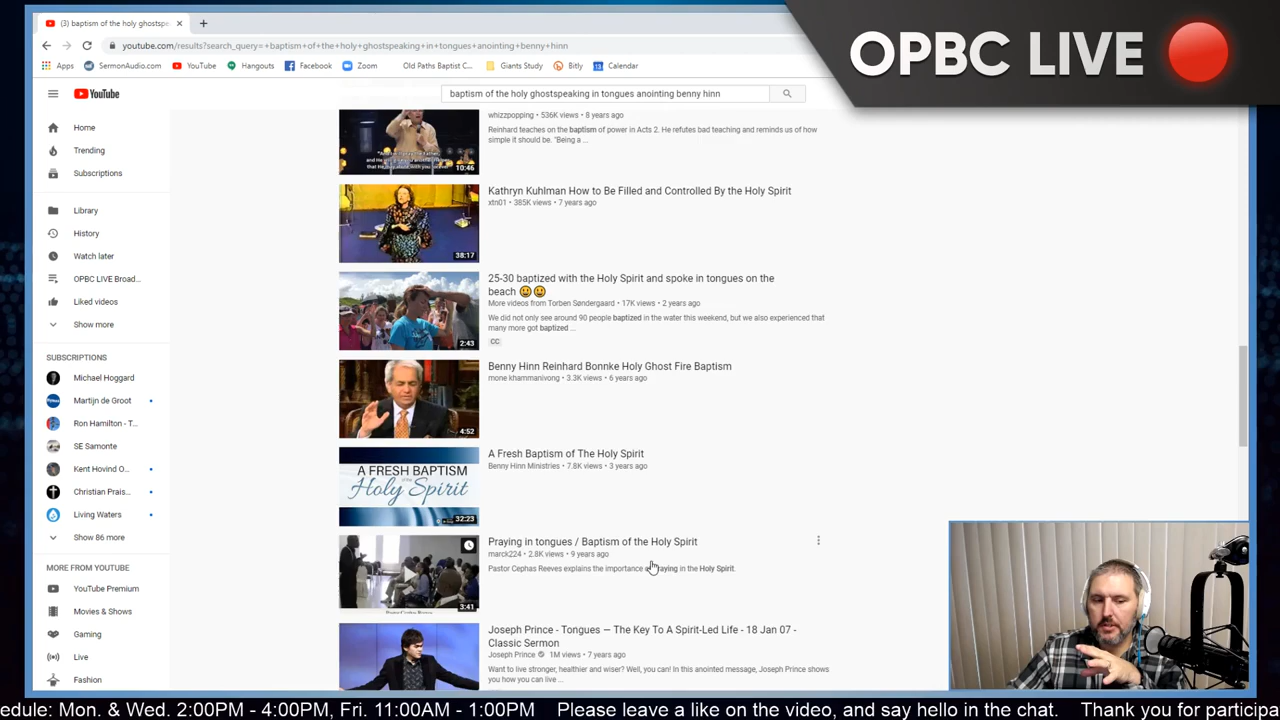 (3) baptism of the holy ghostspe
OPBC LIVE
youtube.com/results?search_query=+baptism+of+the+holy+ghostspeaking+in+tongues+anointing+benny+hinn
Apps SermonAudio.com YouTube Hangouts Facebook Zoom Old Paths Baptist C... Giants Study Bitly Calendar
YouTube
baptism of the holy ghostspeaking in tongues anointing benny hinn
Home
Trending
Subscriptions
Library
History
Watch later
OPBC LIVE Broad...
Liked videos
Show more
SUBSCRIPTIONS
Michael Hoggard
Martijn de Groot
Ron Hamilton - T...
SE Samonte
Kent Hovind O...
Christian Prais...
Living Waters
Show 86 more
MORE FROM YOUTUBE
YouTube Premium
Movies & Shows
Gaming
Live
Fashion
whizzpopping • 536K views • 8 years ago
Reinhard teaches on the baptism of power in Acts 2. He refutes bad teaching and reminds us of how
simple it should be. "Being a ...
10:46
Kathryn Kuhlman How to Be Filled and Controlled By the Holy Spirit
xtn01 • 385K views • 7 years ago
38:17
25-30 baptized with the Holy Spirit and spoke in tongues on the
beach 😀😀
More videos from Torben Søndergaard • 17K views • 2 years ago
We did not only see around 90 people baptized in the water this weekend, but we also experienced that
many more got baptized ...
CC
2:43
Benny Hinn Reinhard Bonnke Holy Ghost Fire Baptism
mone khammanivong • 3.3K views • 6 years ago
4:52
A Fresh Baptism of The Holy Spirit
Benny Hinn Ministries • 7.8K views • 3 years ago
A FRESH BAPTISM
of the
Holy Spirit
32:23
Praying in tongues / Baptism of the Holy Spirit
marck224 • 2.8K views • 9 years ago
Pastor Cephas Reeves explains the importance praying in the Holy Spirit.
3:41
Joseph Prince - Tongues — The Key To A Spirit-Led Life - 18 Jan 07 -
Classic Sermon
Joseph Prince 1M views • 7 years ago
Want to live stronger, healthier and wiser? Well, you can! In this anointed message, Joseph Prince shows
you how you can live ...
edule: Mon. & Wed. 2:00PM - 4:00PM, Fri. 11:00AM - 1:00PM Please leave a like on the video, and say hello in the chat. Thank you for participa